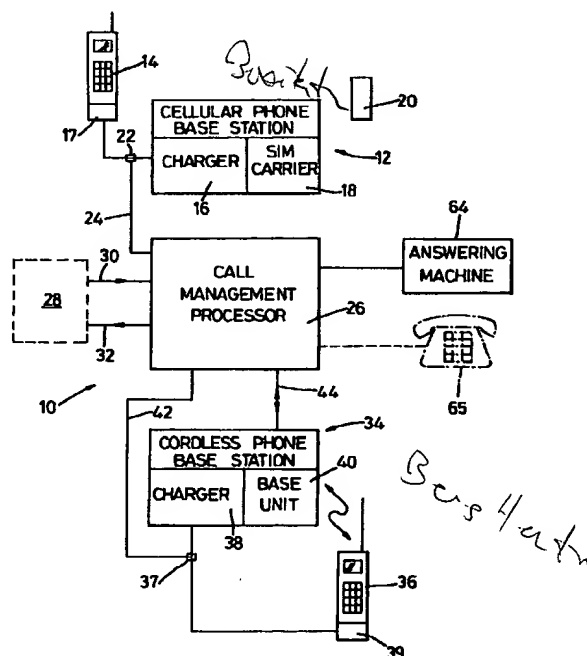 14
20
CELLULAR PHONE
BASE STATION
17
22
12
CHARGER
SIM
CARRIER
16
18
24
64
30
28
CALL
MANAGEMENT
PROCESSOR
26
ANSWERING
MACHINE
32
10
42
44
65
34
CORDLESS PHONE
BASE STATION
40
CHARGER
BASE
UNIT
38
37
36
39